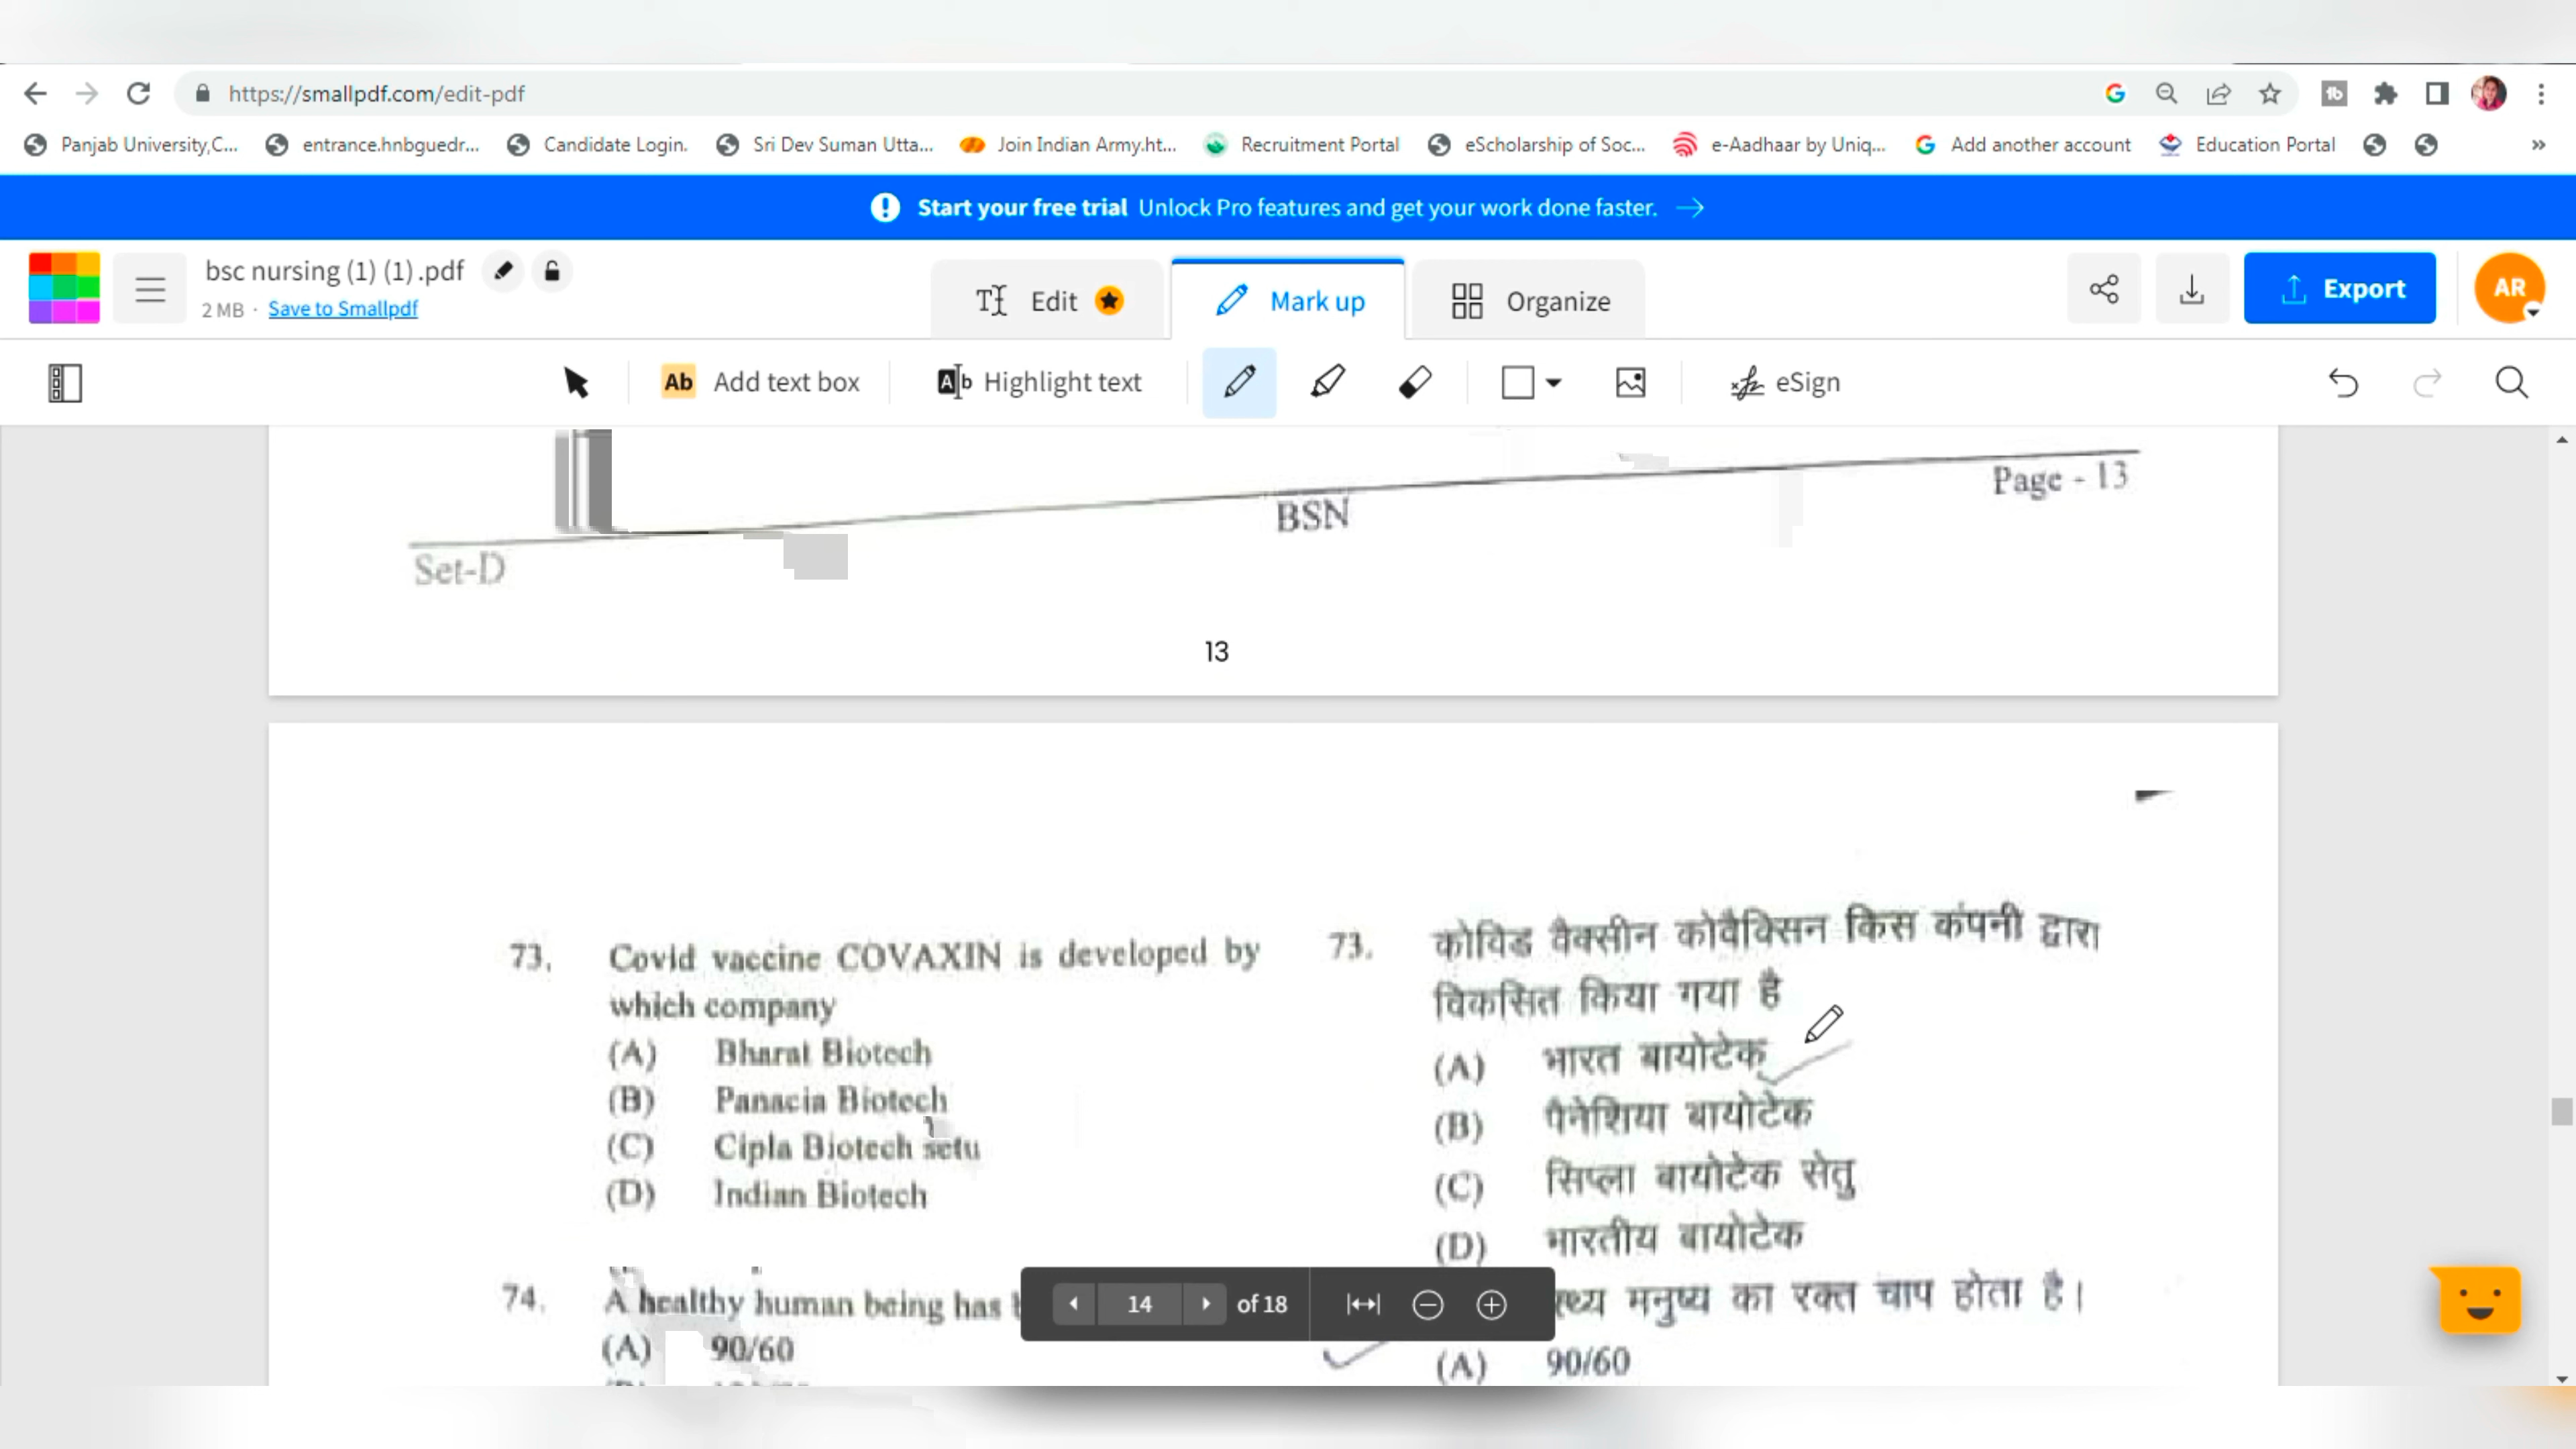 https://smallpdf.com/edit-pdf
Panjab University,C...
entrance.hnbguedr...
Candidate Login.
Sri Dev Suman Utta...
Join Indian Army.ht...
Recruitment Portal
eScholarship of Soc...
e-Aadhaar by Uniq...
Add another account
Education Portal
Start your free trial Unlock Pro features and get your work done faster.
bsc nursing (1) (1).pdf
2 MB · Save to Smallpdf
Edit
Mark up
Organize
Export
AR
Ab Add text box
Highlight text
eSign
Page - 13
BSN
Set-D
13
73. Covid vaccine COVAXIN is developed by
which company
(A) Bharat Biotech
(B) Panacia Biotech
(C) Cipla Biotech setu
(D) Indian Biotech
74. A healthy human being has
(A) 90/60
73. कोविड वैक्सीन कोवैक्सिन किस कंपनी द्वारा
विकसित किया गया है
(A) भारत बायोटेक
(B) पैनेशिया बायोटेक
(C) सिप्ला बायोटेक सेतु
(D) भारतीय बायोटेक
मनुष्य का रक्त चाप होता है।
(A) 90/60
14 of 18